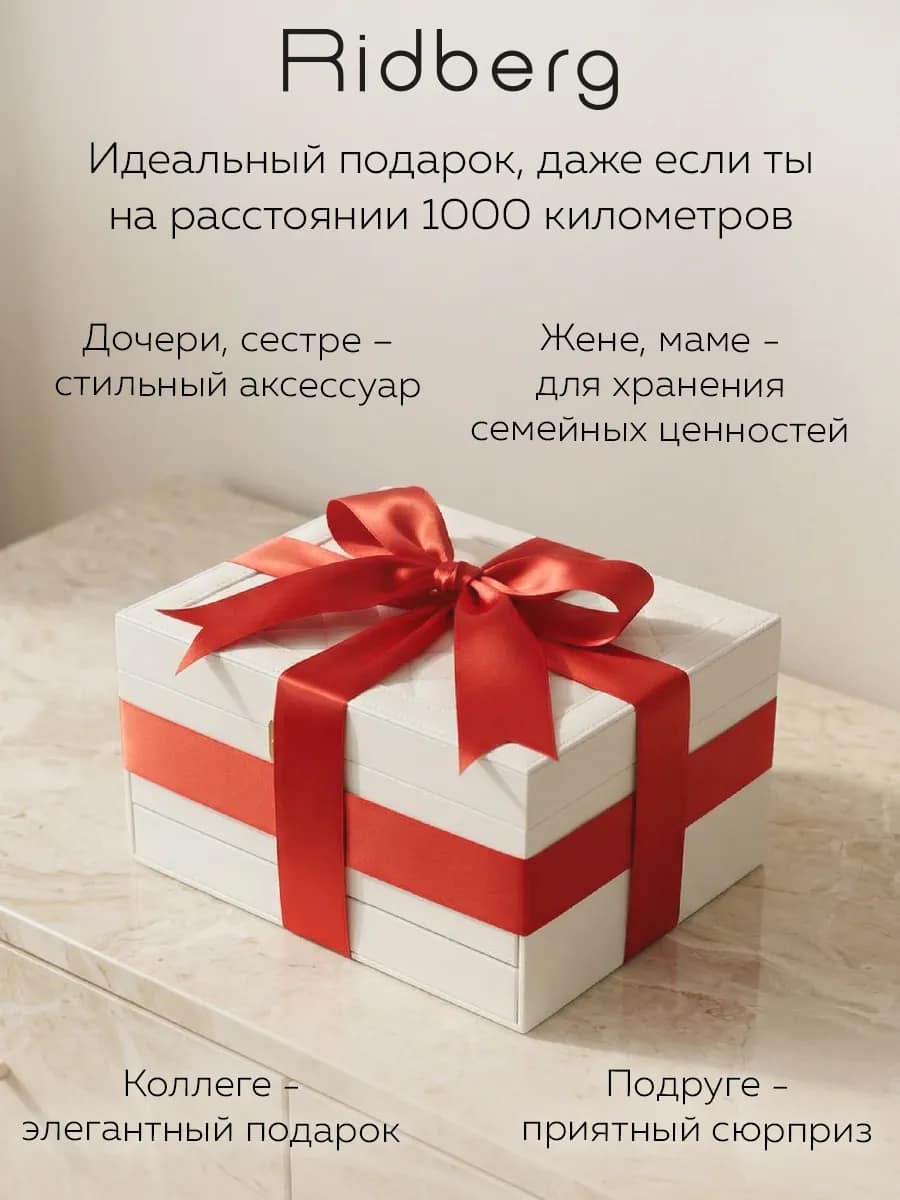 Ridberg
Идеальный подарок, даже если ты
на расстоянии 1000 километров
Дочери, сестре –
стильный аксессуар
Жене, маме -
для хранения
семейных ценностей
Коллеге -
элегантный подарок
Подруге -
приятный сюрприз